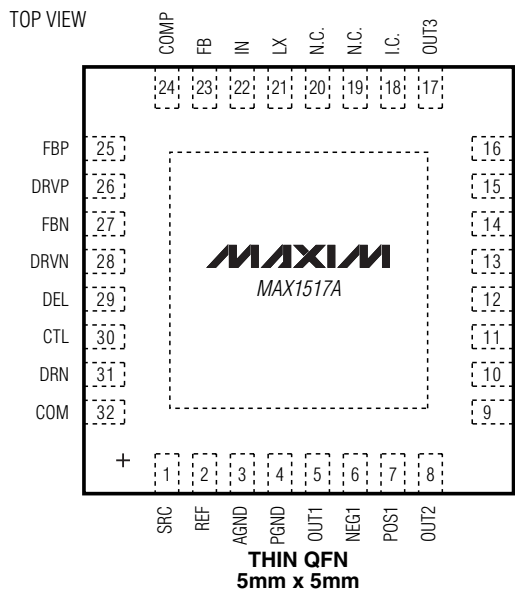 TOP VIEW
COMP
FB
IN
LX
N.C.
N.C.
I.C.
OUT3
24 23 22 21 20 19 18 17
FBP 25
DRVP 26
FBN 27
DRVN 28
DEL 29
CTL 30
DRN 31
COM 32
16
15
14
13
12
11
10
9
MAXIM
MAX1517A
+
1 2 3 4 5 6 7 8
SRC
REF
AGND
PGND
OUT1
NEG1
POS1
OUT2
THIN QFN
5mm x 5mm